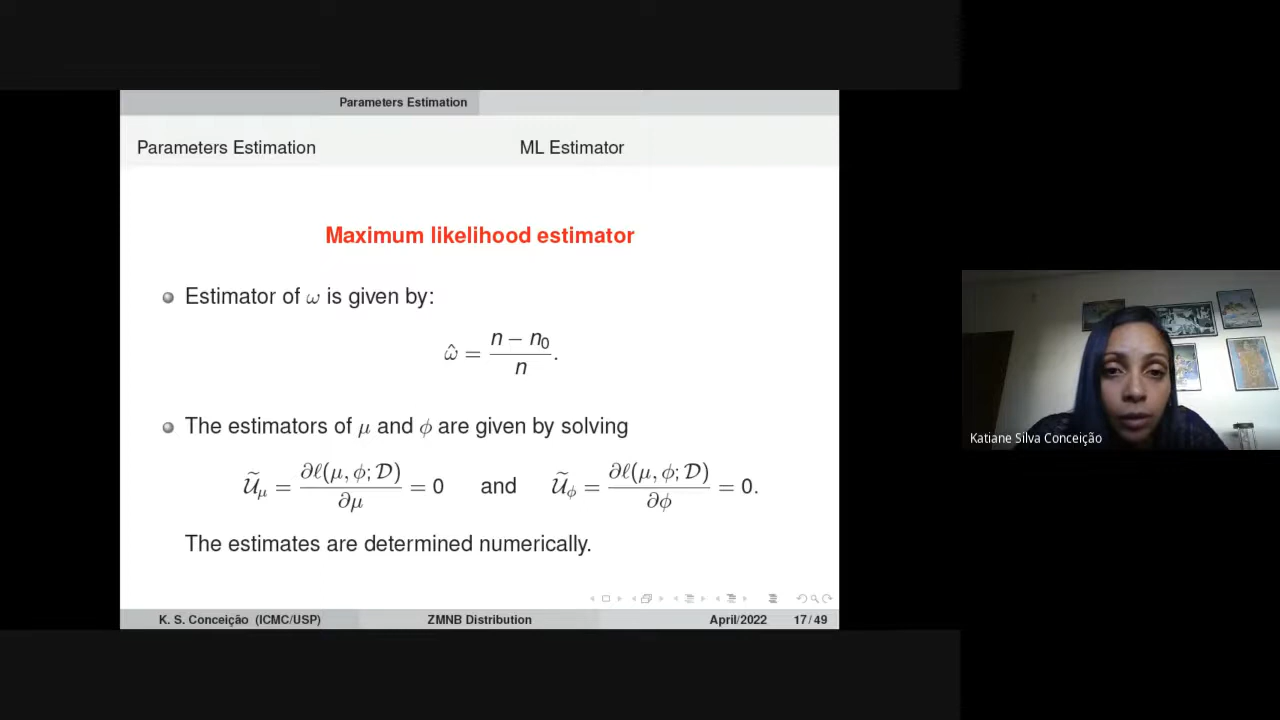 Parameters Estimation
Parameters Estimation
ML Estimator
Maximum likelihood estimator
Estimator of ω is given by:
ω̂ = (n − n₀)/n.
The estimators of μ and ϕ are given by solving
Ũ_μ = ∂ℓ(μ, ϕ; D)/∂μ = 0 and Ũ_ϕ = ∂ℓ(μ, ϕ; D)/∂ϕ = 0.
The estimates are determined numerically.
K. S. Conceição (ICMC/USP) ZMNB Distribution April/2022 17/49
Katiane Silva Conceição